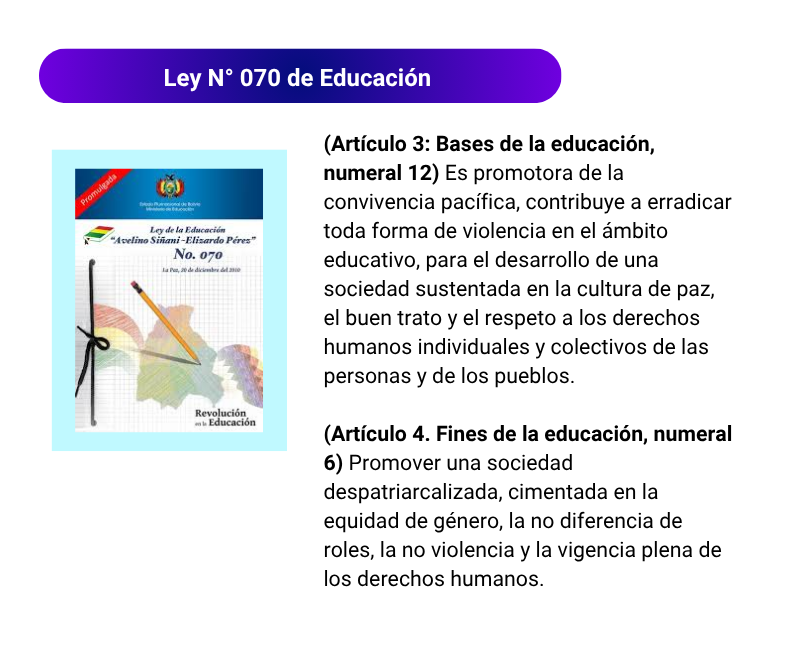 Ley N° 070 de Educación
Promulgada
Estado Plurinacional de Bolivia
Ministerio de Educación
Ley de la Educación
"Avelino Siñani - Elizardo Pérez"
No. 070
La Paz, 20 de diciembre del 2010
Revolución
en la Educación
(Artículo 3: Bases de la educación,
numeral 12) Es promotora de la
convivencia pacífica, contribuye a erradicar
toda forma de violencia en el ámbito
educativo, para el desarrollo de una
sociedad sustentada en la cultura de paz,
el buen trato y el respeto a los derechos
humanos individuales y colectivos de las
personas y de los pueblos.
(Artículo 4. Fines de la educación, numeral
6) Promover una sociedad
despatriarcalizada, cimentada en la
equidad de género, la no diferencia de
roles, la no violencia y la vigencia plena de
los derechos humanos.